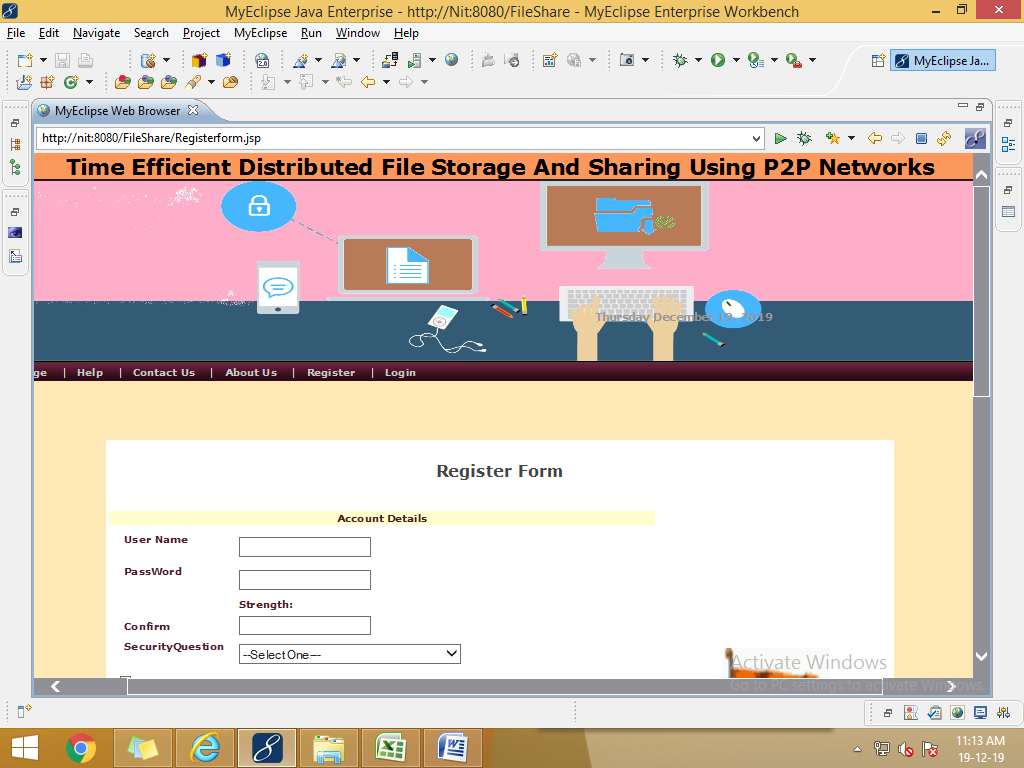 MyEclipse Java Enterprise - http://Nit:8080/FileShare - MyEclipse Enterprise Workbench
File Edit Navigate Search Project MyEclipse Run Window Help
MyEclipse Ja...
MyEclipse Web Browser
http://nit:8080/FileShare/Registerform.jsp
Time Efficient Distributed File Storage And Sharing Using P2P Networks
Thursday December 19, 2019
ge | Help | Contact Us | About Us | Register | Login
Register Form
Account Details
User Name
PassWord
Strength:
Confirm
SecurityQuestion
--Select One---
Activate Windows
Go to PC settings to activate Windows.
11:13 AM
19-12-19